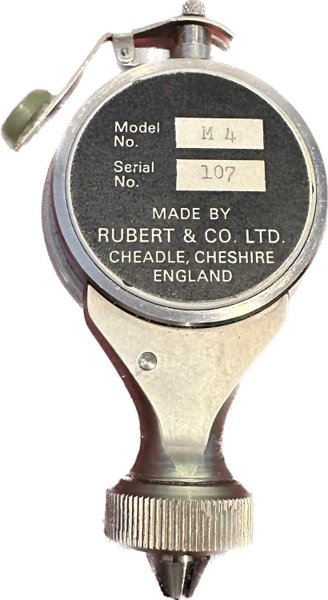 Model No. M 4
Serial No. 107
MADE BY
RUBERT & CO. LTD.
CHEADLE, CHESHIRE
ENGLAND